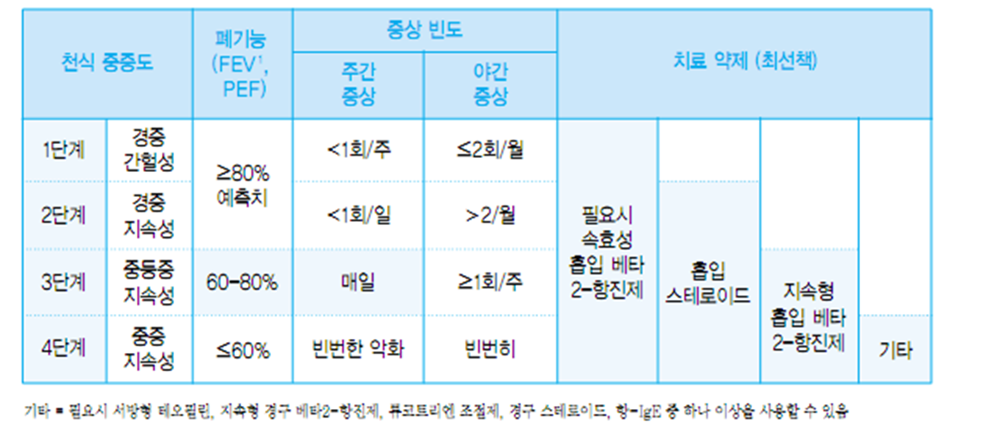 천식 중증도
폐기능
(FEV¹,
PEF)
증상 빈도
주간
증상
야간
증상
치료 약제 (최선책)
1단계
경증
간헐성
≥80%
예측치
<1회/주
≤2회/월
2단계
경증
지속성
<1회/일
>2/월
3단계
중등증
지속성
60-80%
매일
≥1회/주
4단계
중증
지속성
≤60%
빈번한 악화
빈번히
필요시
속효성
흡입 베타
2-항진제
흡입
스테로이드
지속형
흡입 베타
2-항진제
기타
기타 = 필요시 서방형 테오필린, 지속형 경구 베타2-항진제, 류코트리엔 조절제, 경구 스테로이드, 항-IgE 중 하나 이상을 사용할 수 있음